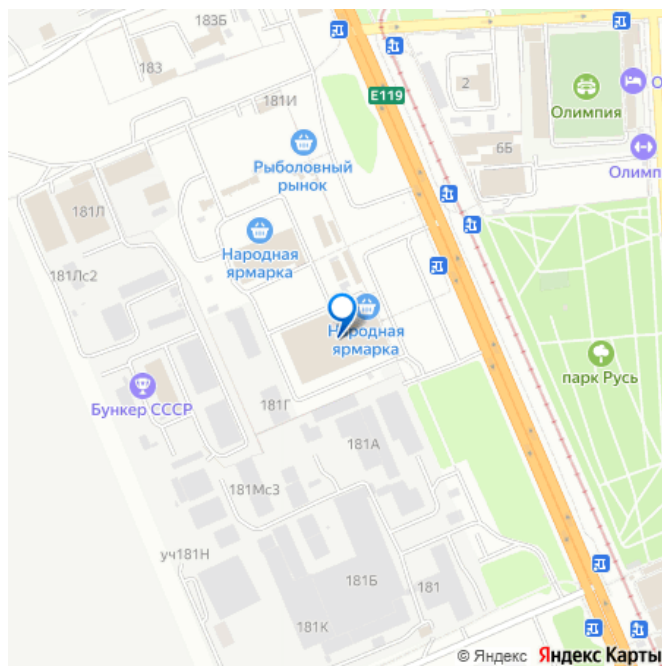 183Б
183
E119
2
О
Олимпия
181И
6Б
Олимп
Рыболовный
рынок
181Л
Народная
ярмарка
181Лс2
Народная
ярмарка
парк Русь
Бункер СССР
181Г
181А
181Мс3
уч181Н
181Б
181
181К
© Яндекс Яндекс Карты